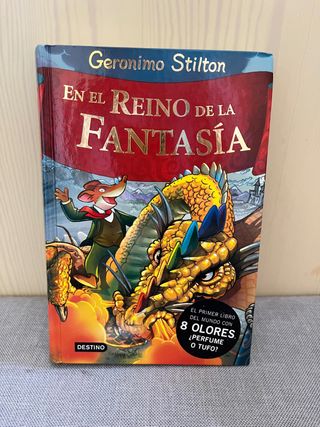 Geronimo Stilton
EN EL REINO DE LA
FANTASÍA
EL PRIMER LIBRO
DEL MUNDO CON
8 OLORES
¿PERFUME
O TUFO?
DESTINO